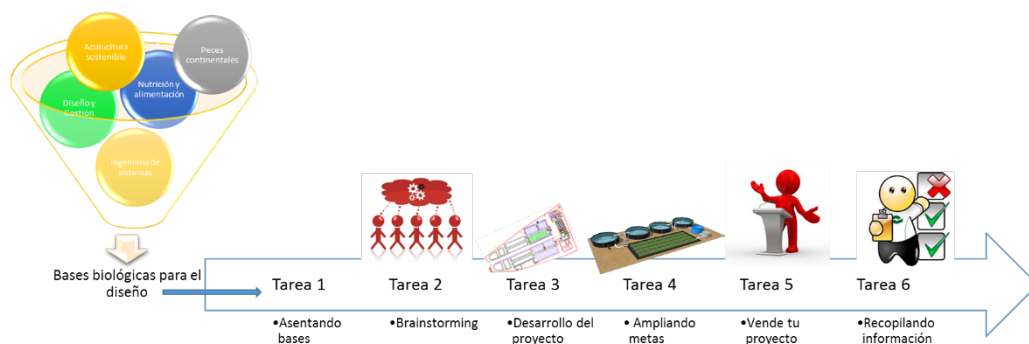 Acuiucltura
sostenible
Peces
continentales
Nutrición y
alimentación
Diseño y
Gestión
Ingeniería de
sistemas
Bases biológicas para el
diseño
Tarea 1
Tarea 2
Tarea 3
Tarea 4
Tarea 5
Tarea 6
•Asentando
bases
•Brainstorming
•Desarrollo del
proyecto
•Ampliando
metas
•Vende tu
proyecto
•Recopilando
información